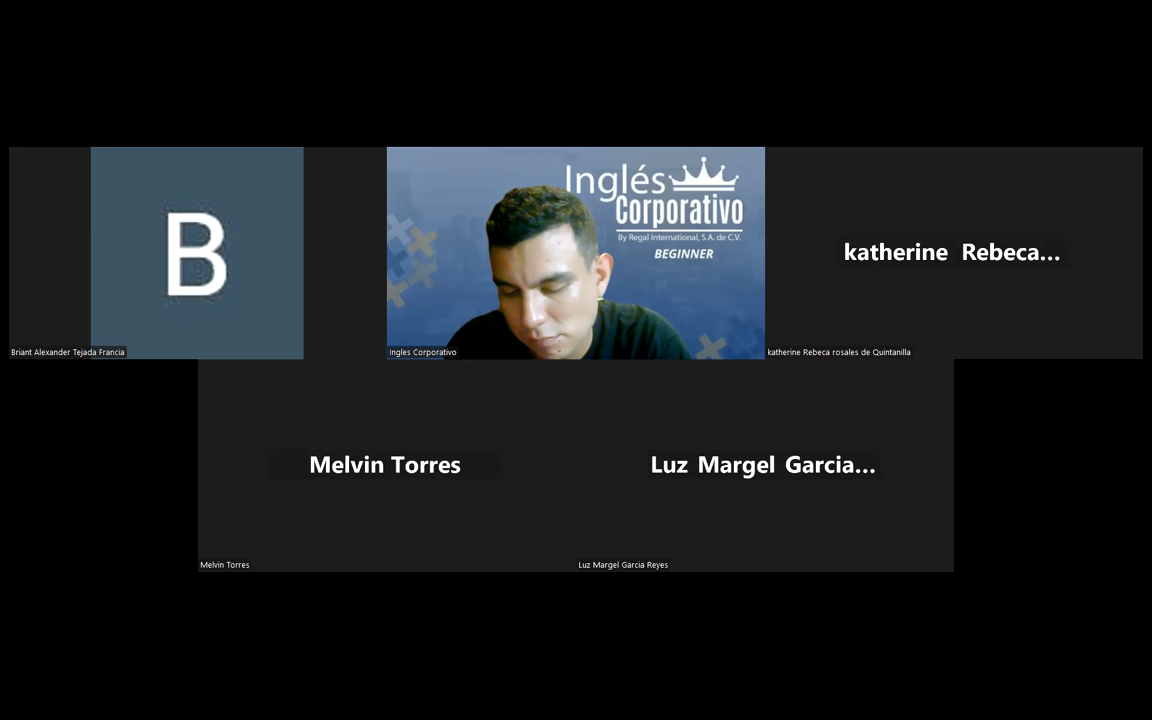 B
Briant Alexander Tejada Francia
Inglés
Corporativo
By Regal International, S.A. de C.V.
BEGINNER
Ingles Corporativo
katherine Rebeca...
katherine Rebeca rosales de Quintanilla
Melvin Torres
Melvin Torres
Luz Margel Garcia...
Luz Margel Garcia Reyes